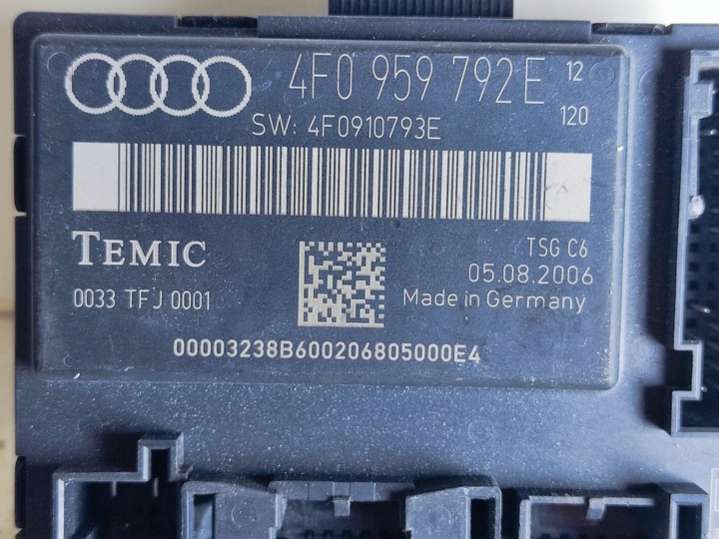 4F0 959 792E 12
120
SW: 4F0910793E
TEMIC
TSG C6
05.08.2006
0033 TFJ 0001
Made in Germany
00003238B600206805000E4